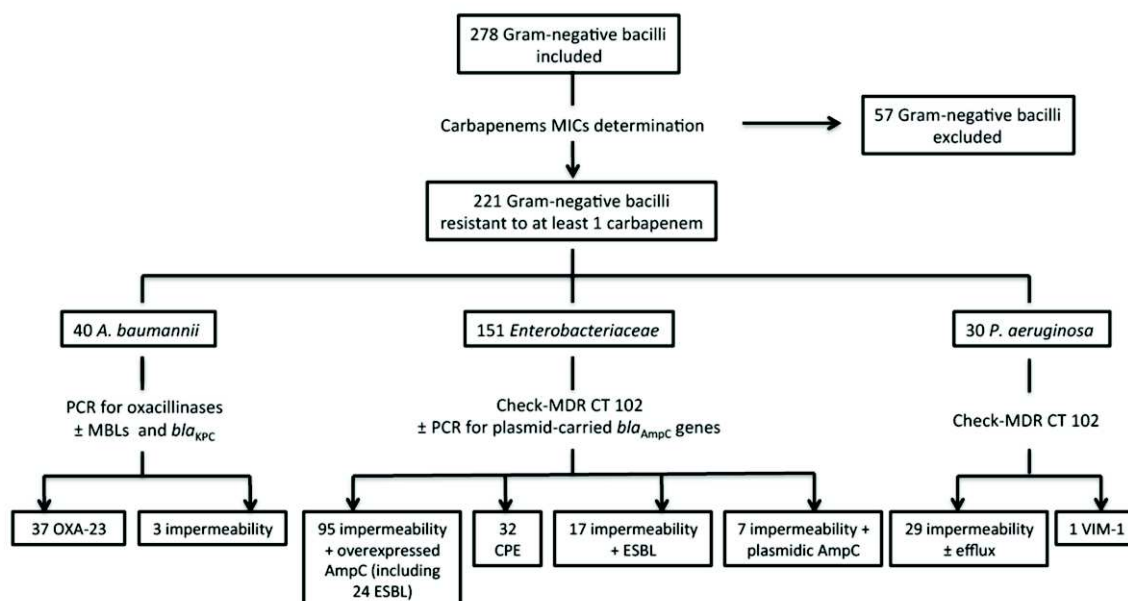 278 Gram-negative bacilli
included
Carbapenems MICs determination
57 Gram-negative bacilli
excluded
221 Gram-negative bacilli
resistant to at least 1 carbapenem
40 A. baumannii
151 Enterobacteriaceae
30 P. aeruginosa
PCR for oxacillinases
± MBLs and blaKPC
Check-MDR CT 102
± PCR for plasmid-carried blaAmpC genes
Check-MDR CT 102
37 OXA-23
3 impermeability
95 impermeability
+ overexpressed
AmpC (including
24 ESBL)
32
CPE
17 impermeability
+ ESBL
7 impermeability +
plasmidic AmpC
29 impermeability
± efflux
1 VIM-1